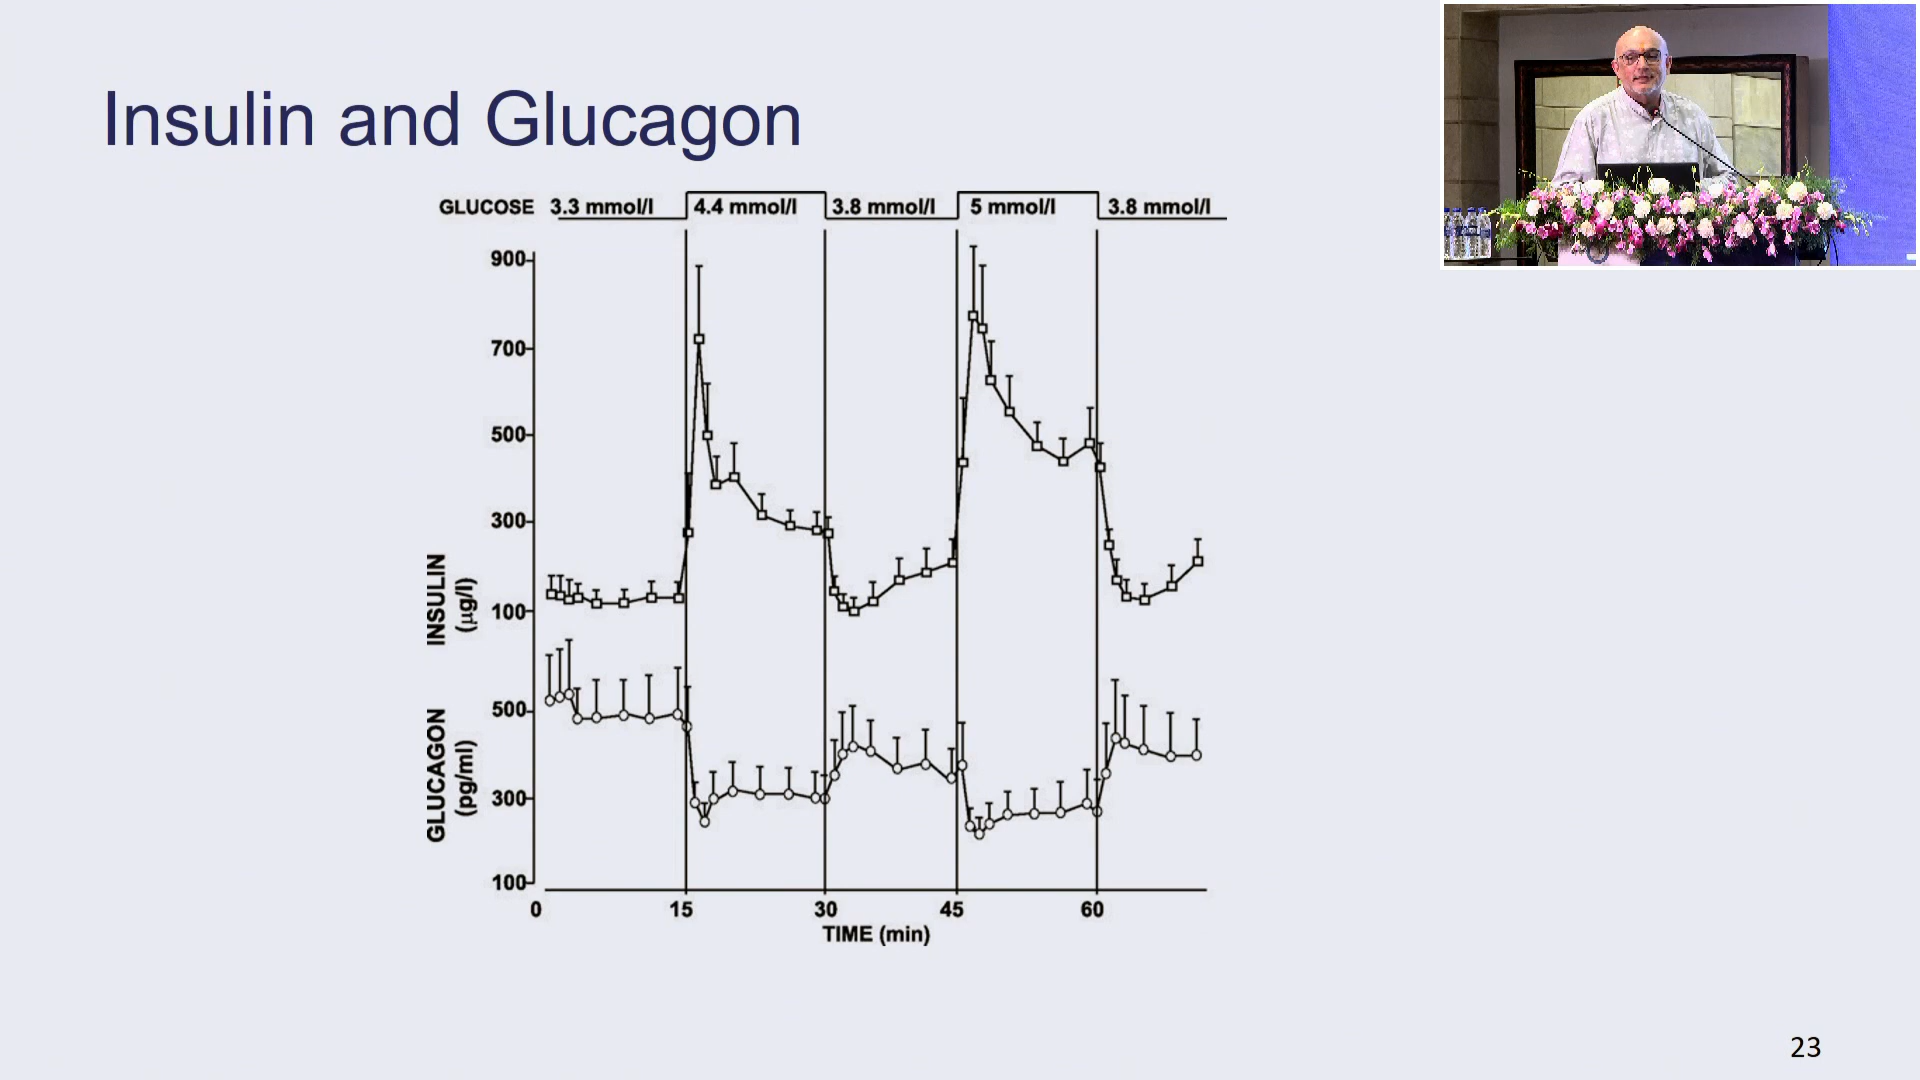 Insulin and Glucagon
GLUCOSE 3.3 mmol/l 4.4 mmol/l 3.8 mmol/l 5 mmol/l 3.8 mmol/l
900
700
500
300
100
INSULIN
(µg/l)
500
300
100
GLUCAGON
(pg/ml)
0 15 30 45 60
TIME (min)
23